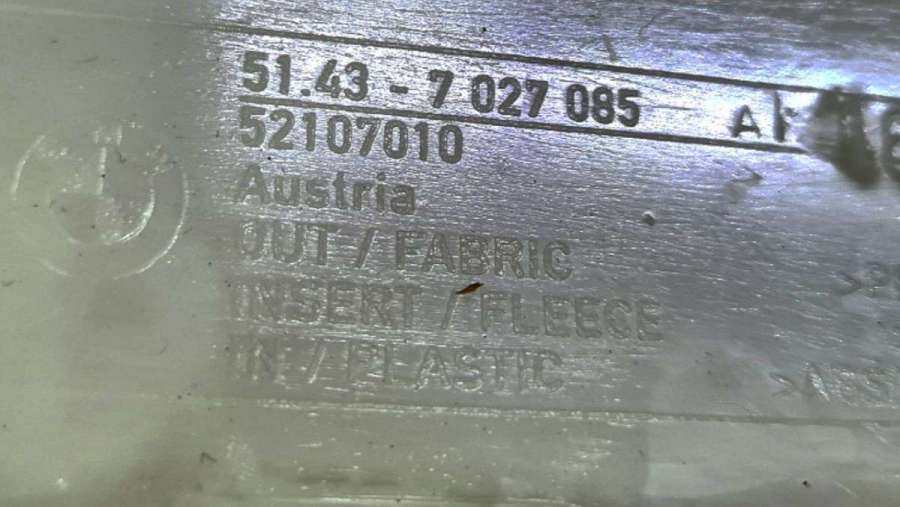 51.43 - 7 027 085
52107010
Austria
OUT / FABRIC
INSERT / FLEECE
IN / PLASTIC